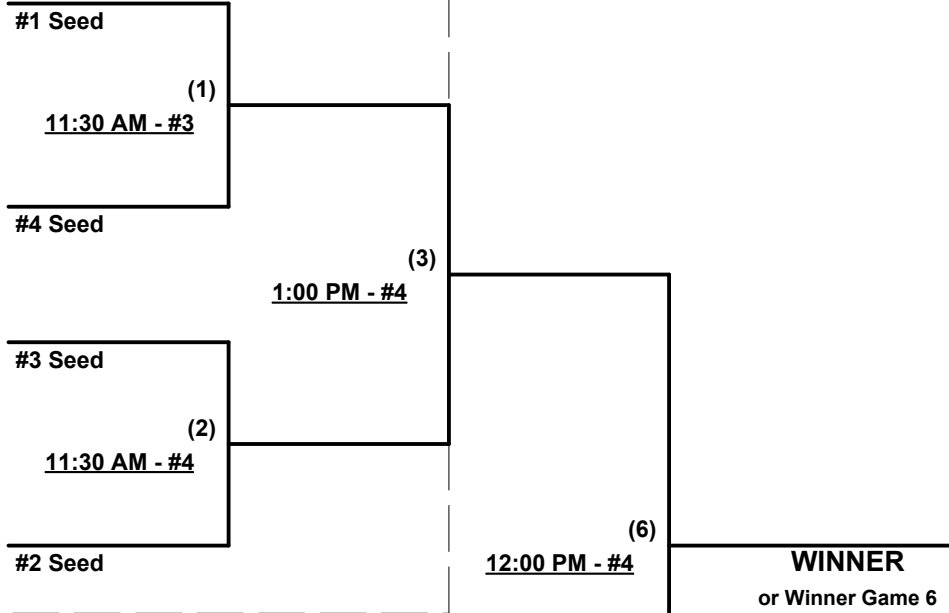 #1 Seed
(1)
11:30 AM - #3
#4 Seed
(3)
1:00 PM - #4
#3 Seed
(2)
11:30 AM - #4
#2 Seed
(6)
12:00 PM - #4
WINNER
or Winner Game 6